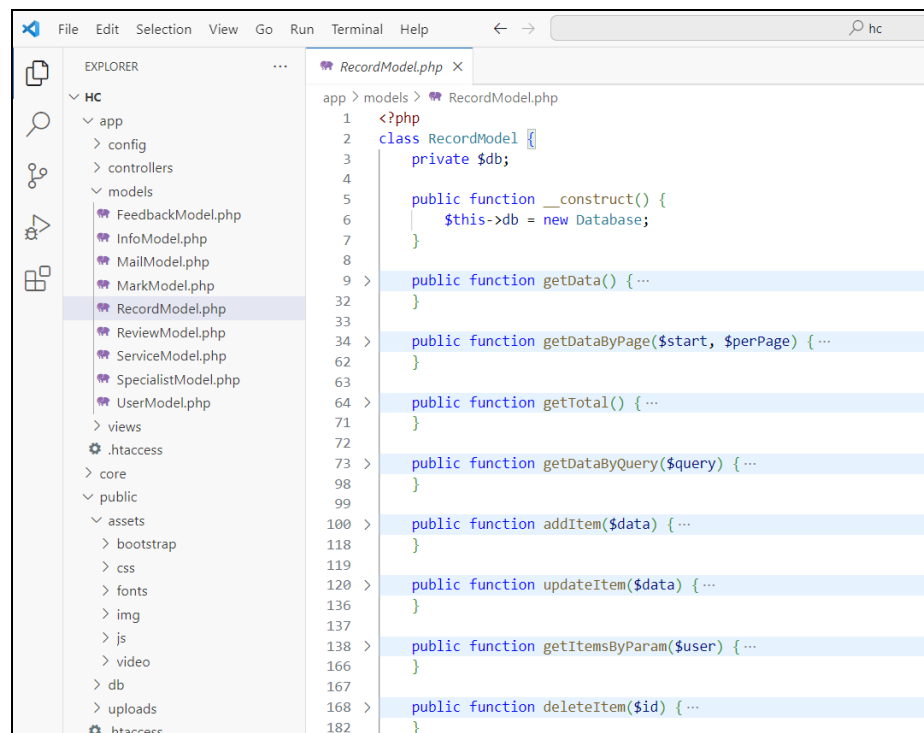 File Edit Selection View Go Run Terminal Help
hc
EXPLORER
RecordModel.php
HC
app
config
controllers
models
FeedbackModel.php
InfoModel.php
MailModel.php
MarkModel.php
RecordModel.php
ReviewModel.php
ServiceModel.php
SpecialistModel.php
UserModel.php
views
.htaccess
core
public
assets
bootstrap
css
fonts
img
js
video
db
uploads
.htaccess
app > models > RecordModel.php
1 <?php
2 class RecordModel {
3 private $db;
4
5 public function __construct() {
6 $this->db = new Database;
7 }
8
9 > public function getData() { ···
32 }
33
34 > public function getDataByPage($start, $perPage) { ···
62 }
63
64 > public function getTotal() { ···
71 }
72
73 > public function getDataByQuery($query) { ···
98 }
99
100 > public function addItem($data) { ···
118 }
119
120 > public function updateItem($data) { ···
136 }
137
138 > public function getItemsByParam($user) { ···
166 }
167
168 > public function deleteItem($id) { ···
182 }